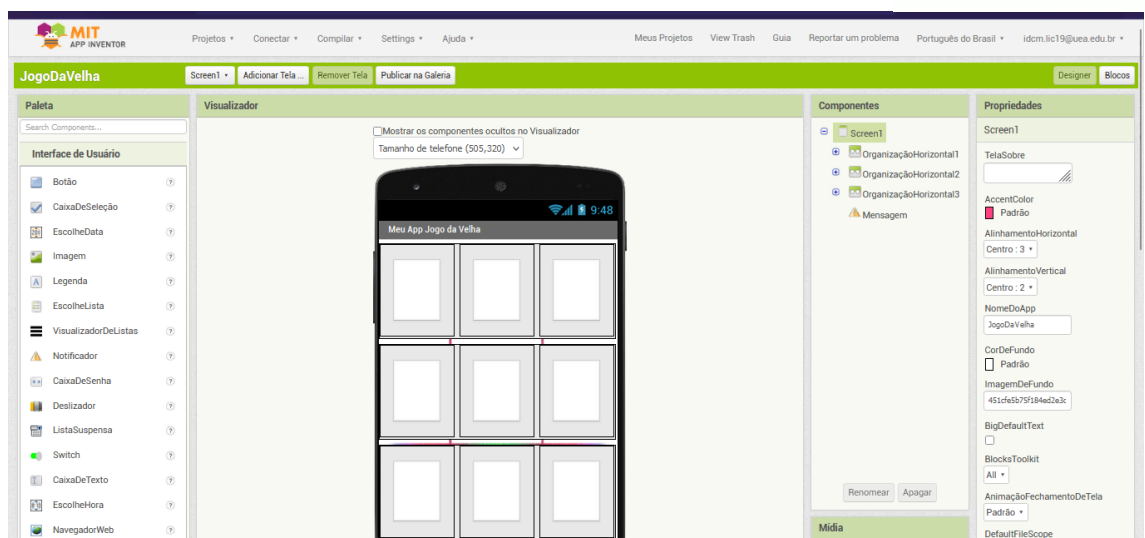 MIT
APP INVENTOR
Projetos Conectar Compilar Settings Ajuda Meus Projetos View Trash Guia Reportar um problema Português do Brasil idcm.lic19@uea.edu.br
JogoDaVelha Screen1 Adicionar Tela ... Remover Tela Publicar na Galeria Designer Blocos
Paleta
Search Components...
Interface de Usuário
Botão ?
CaixaDeSeleção ?
EscolheData ?
Imagem ?
Legenda ?
EscolheLista ?
VisualizadorDeListas ?
Notificador ?
CaixaDeSenha ?
Deslizador ?
ListaSuspensa ?
Switch ?
CaixaDeTexto ?
EscolheHora ?
NavegadorWeb ?
Visualizador
Mostrar os componentes ocultos no Visualizador
Tamanho de telefone (505,320)
9:48
Meu App Jogo da Velha
Componentes
Screen1
OrganizaçãoHorizontal1
OrganizaçãoHorizontal2
OrganizaçãoHorizontal3
Mensagem
Renomear Apagar
Mídia
Propriedades
Screen1
TelaSobre
AccentColor
Padrão
AlinhamentoHorizontal
Centro : 3
AlinhamentoVertical
Centro : 2
NomeDoApp
JogoDaVelha
CorDeFundo
Padrão
ImagemDeFundo
451cfe5b75f184ed2e3c
BigDefaultText
BlocksToolkit
All
AnimaçãoFechamentoDeTela
Padrão
DefaultFileScope